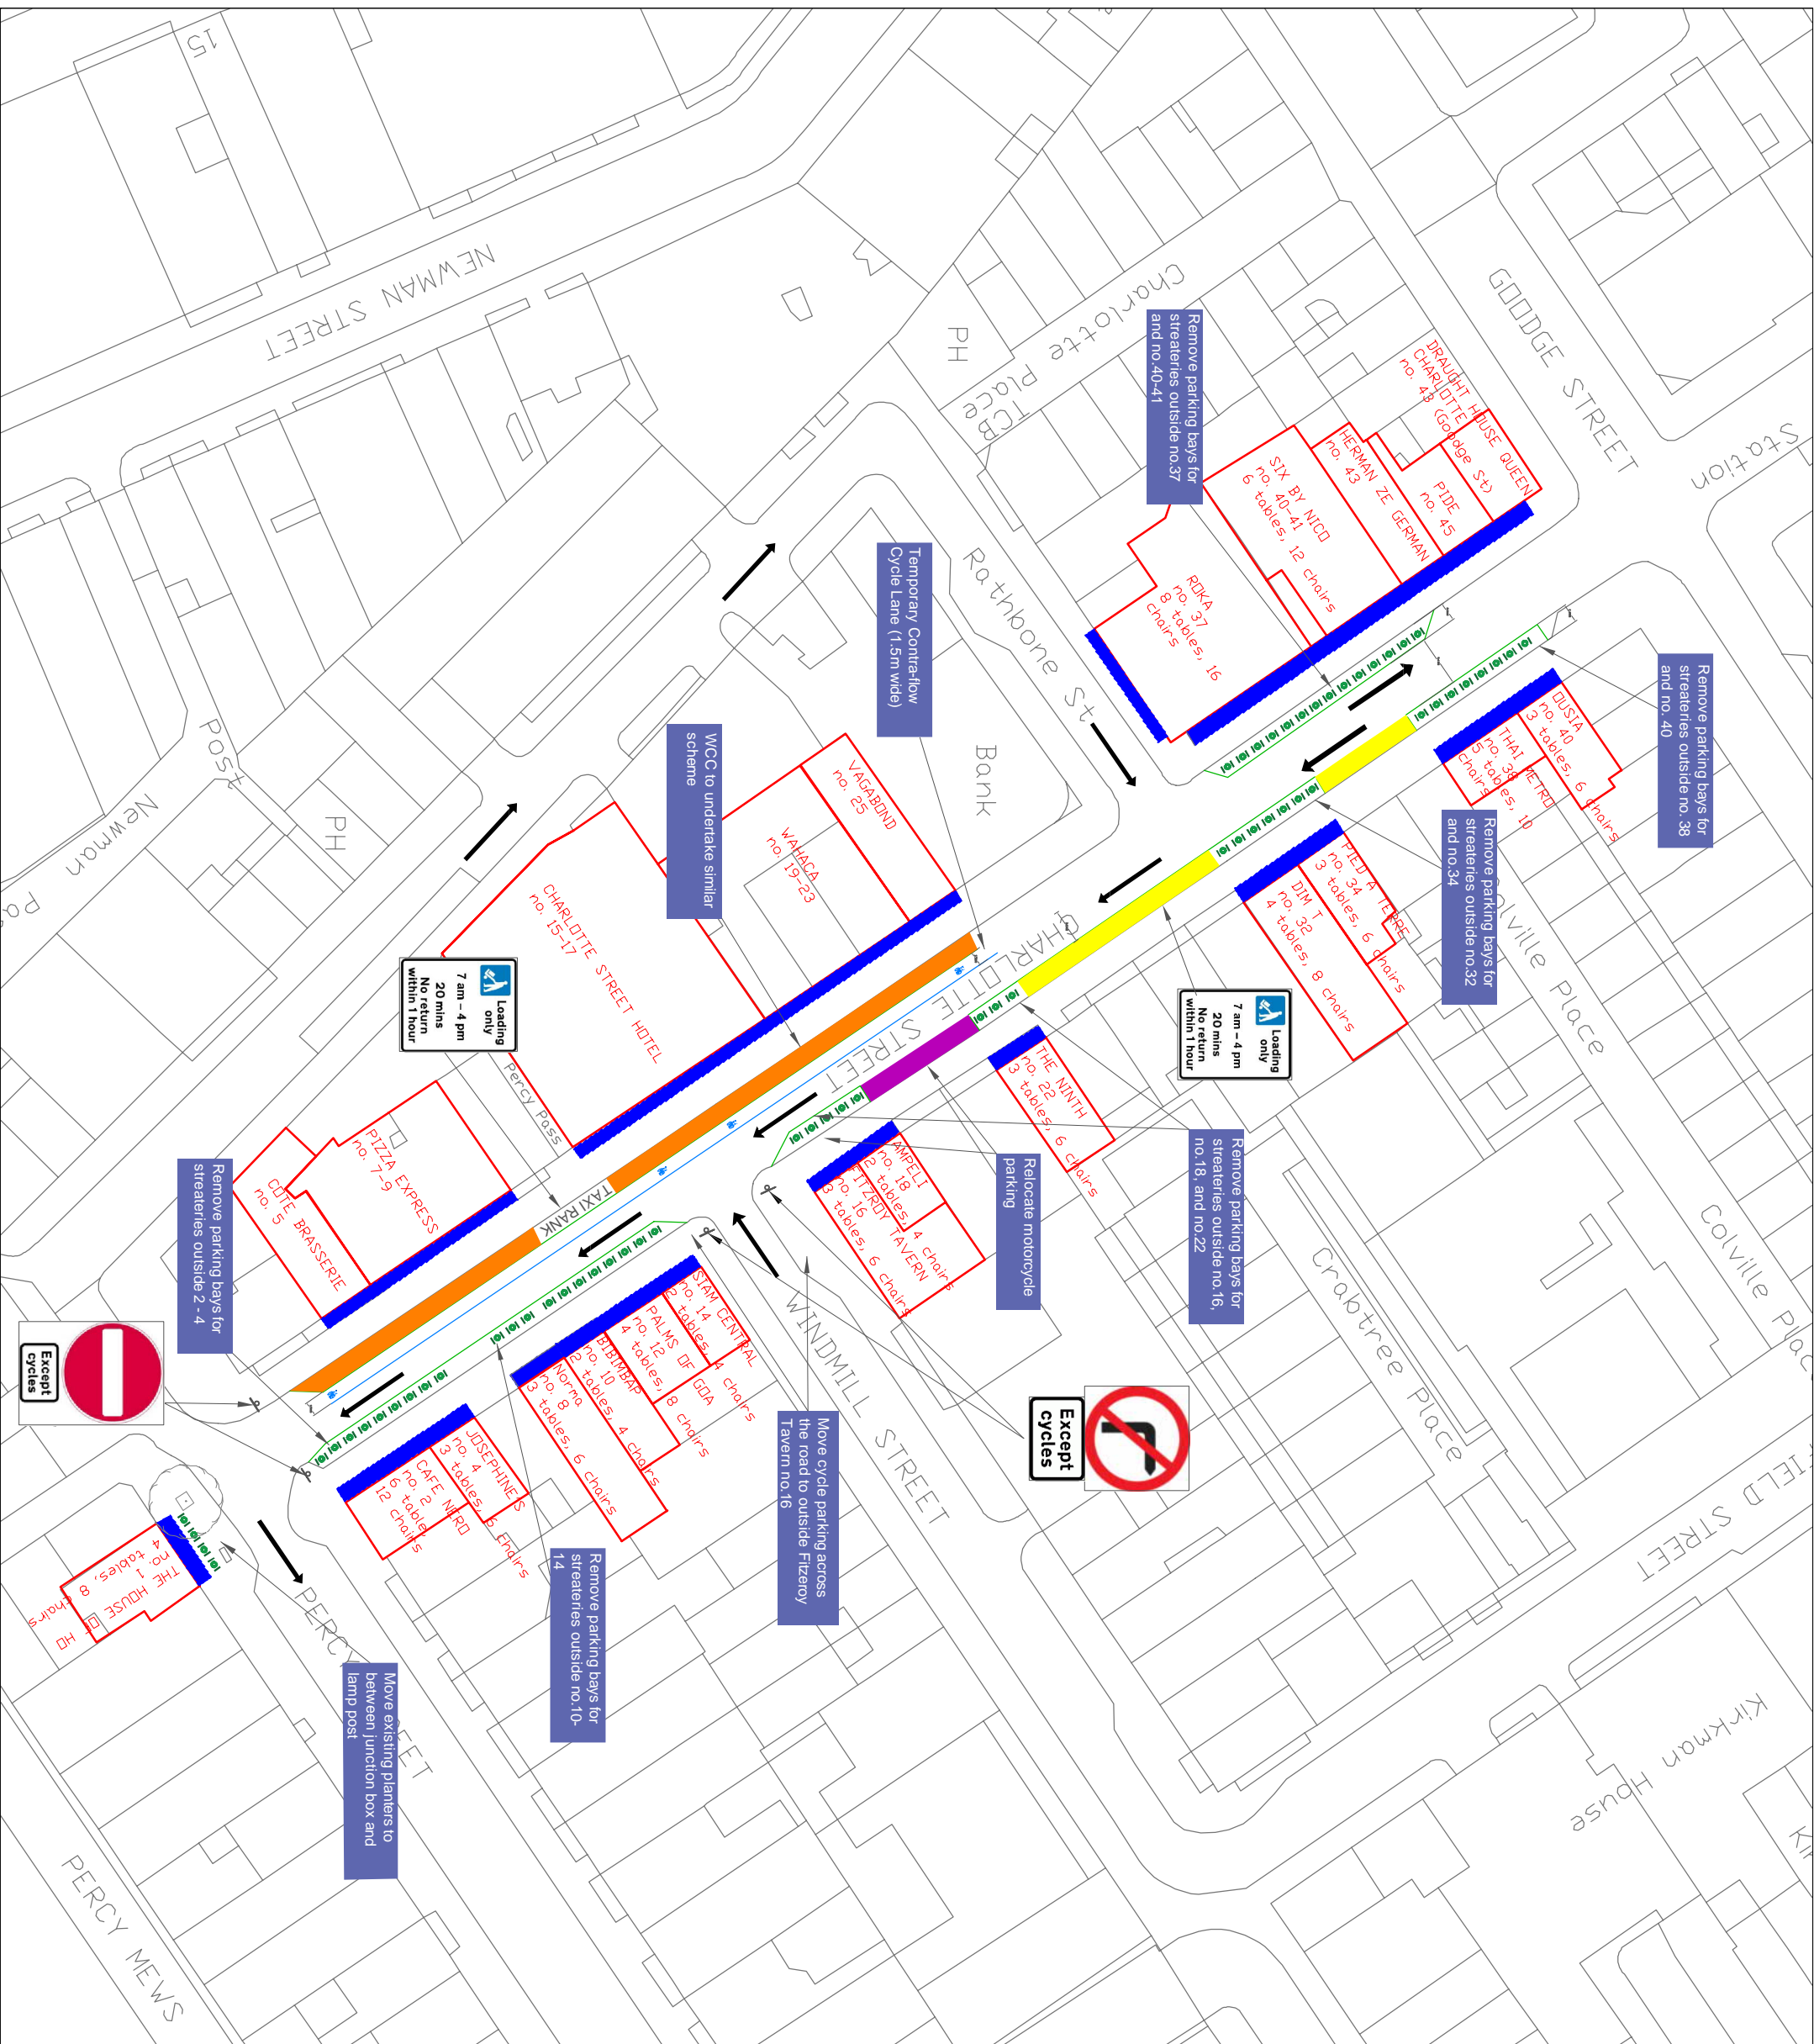 15
NEWMAN STREET
PH
Charlotte Place
TCB
GOODGE STREET
Station
Remove parking bays for
streateries outside no.37
and no.40-41
DRAUGHT HOUSE QUEEN
CHARLOTTE
no. 43 (Goodge St)
PIDE
no. 45
HERMAN ZE GERMAN
no. 43
SIX BY NICO
no. 40-41
6 tables, 12 chairs
ROKA
no. 37
8 tables, 16
chairs
Remove parking bays for
streateries outside no.38
and no. 40
OUSIA
no. 40
3 tables, 6 chairs
THAI METRO
no. 38
5 tables, 10
chairs
Remove parking bays for
streateries outside no.32
and no.34
Colville Place
PIED A TERRE
no. 34
3 tables, 6 chairs
DIM T
no. 32
4 tables, 8 chairs
Temporary Contra-flow
Cycle Lane (1.5m wide)
Rathbone St
Bank
WCC to undertake similar
scheme
VAGABOND
no. 25
WAHACA
no. 19-23
CHARLOTTE STREET HOTEL
no. 15-17
CHARLOTTE STREET
Loading
only
7 am – 4 pm
20 mins
No return
within 1 hour
Loading
only
7 am – 4 pm
20 mins
No return
within 1 hour
THE NINTH
no. 22
3 tables, 6 chairs
Remove parking bays for
streateries outside no.16,
no.18, and no.22
Relocate motorcycle
parking
AMPELI
no. 18
2 tables, 4 chairs
FITZROY TAVERN
no. 16
3 tables, 6 chairs
Colville Place
Crabtree Place
Percy Pass
TAXI RANK
PIZZA EXPRESS
no. 7-9
COTE BRASSERIE
no. 5
Post
PH
Newman
Pa
Remove parking bays for
streateries outside 2 - 4
Except
cycles
SIAM CENTRAL
no. 14
2 tables, 4 chairs
PALMS OF GOA
no. 12
4 tables, 8 chairs
BIBIMBAP
no. 10
2 tables, 4 chairs
Norma
no. 8
3 tables, 6 chairs
WINDMILL STREET
Except
cycles
Move cycle parking across
the road to outside Fitzeroy
Tavern no.16
JOSEPHINE'S
no. 4
3 tables, 6 chairs
CAFE NERO
no. 2
6 tables,
12 chairs
Remove parking bays for
streateries outside no.10-
14
THE HOUSE OF HO
no. 1
4 tables, 8 chairs
Move existing planters to
between junction box and
lamp post
PERCY MEWS
FIELD STREET
Kirkman House